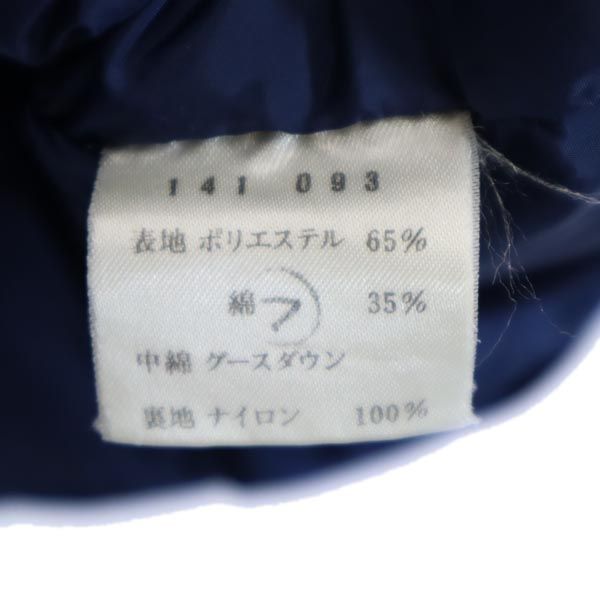 141 093
表地 ポリエステル 65%
綿 フ 35%
中綿 グースダウン
裏地 ナイロン 100%